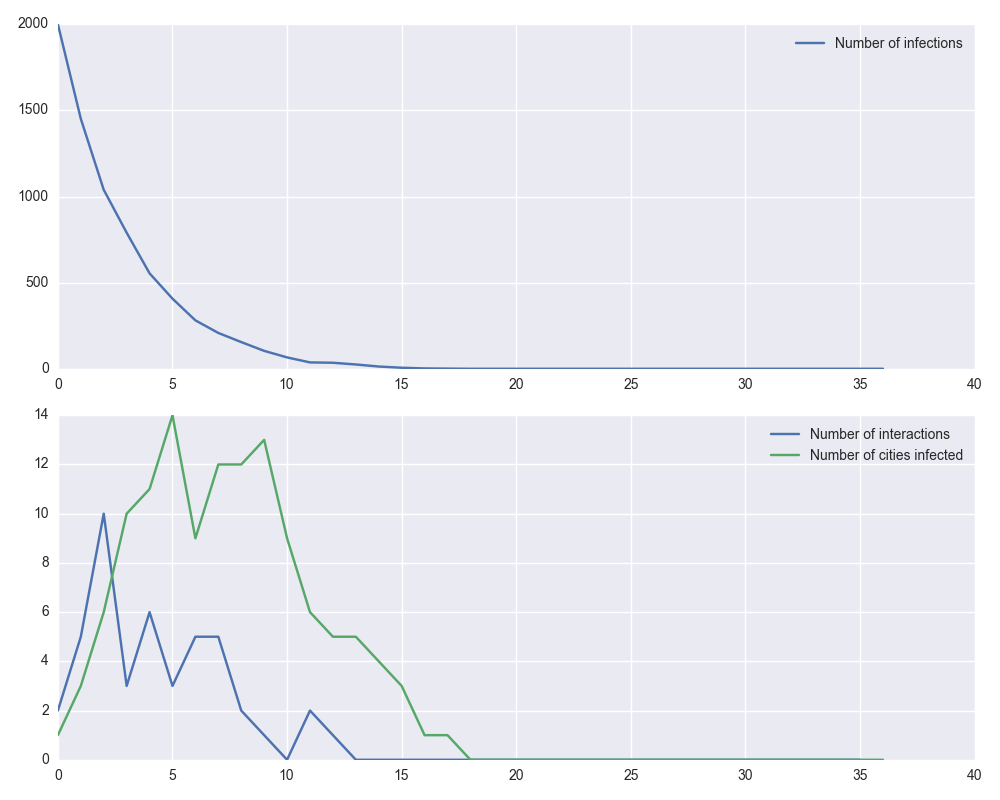 2000
Number of infections
1500
1000
500
0
0 5 10 15 20 25 30 35 40
14
Number of interactions
Number of cities infected
12
10
8
6
4
2
0
0 5 10 15 20 25 30 35 40